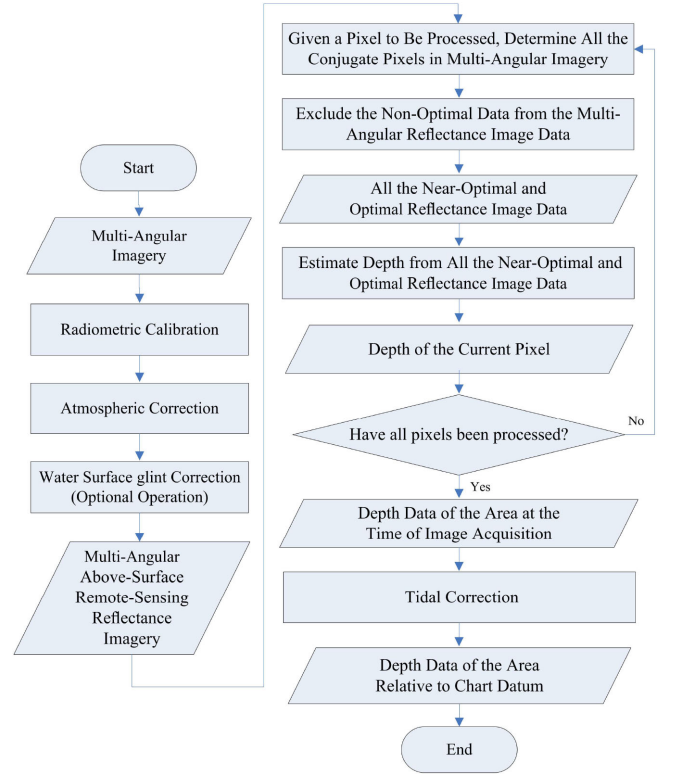 Start
Multi-Angular
Imagery
Radiometric Calibration
Atmospheric Correction
Water Surface glint Correction
(Optional Operation)
Multi-Angular
Above-Surface
Remote-Sensing
Reflectance
Imagery
Given a Pixel to Be Processed, Determine All the
Conjugate Pixels in Multi-Angular Imagery
Exclude the Non-Optimal Data from the Multi-
Angular Reflectance Image Data
All the Near-Optimal and
Optimal Reflectance Image Data
Estimate Depth from All the Near-Optimal and
Optimal Reflectance Image Data
Depth of the Current Pixel
Have all pixels been processed?
No
Yes
Depth Data of the Area at the
Time of Image Acquisition
Tidal Correction
Depth Data of the Area
Relative to Chart Datum
End